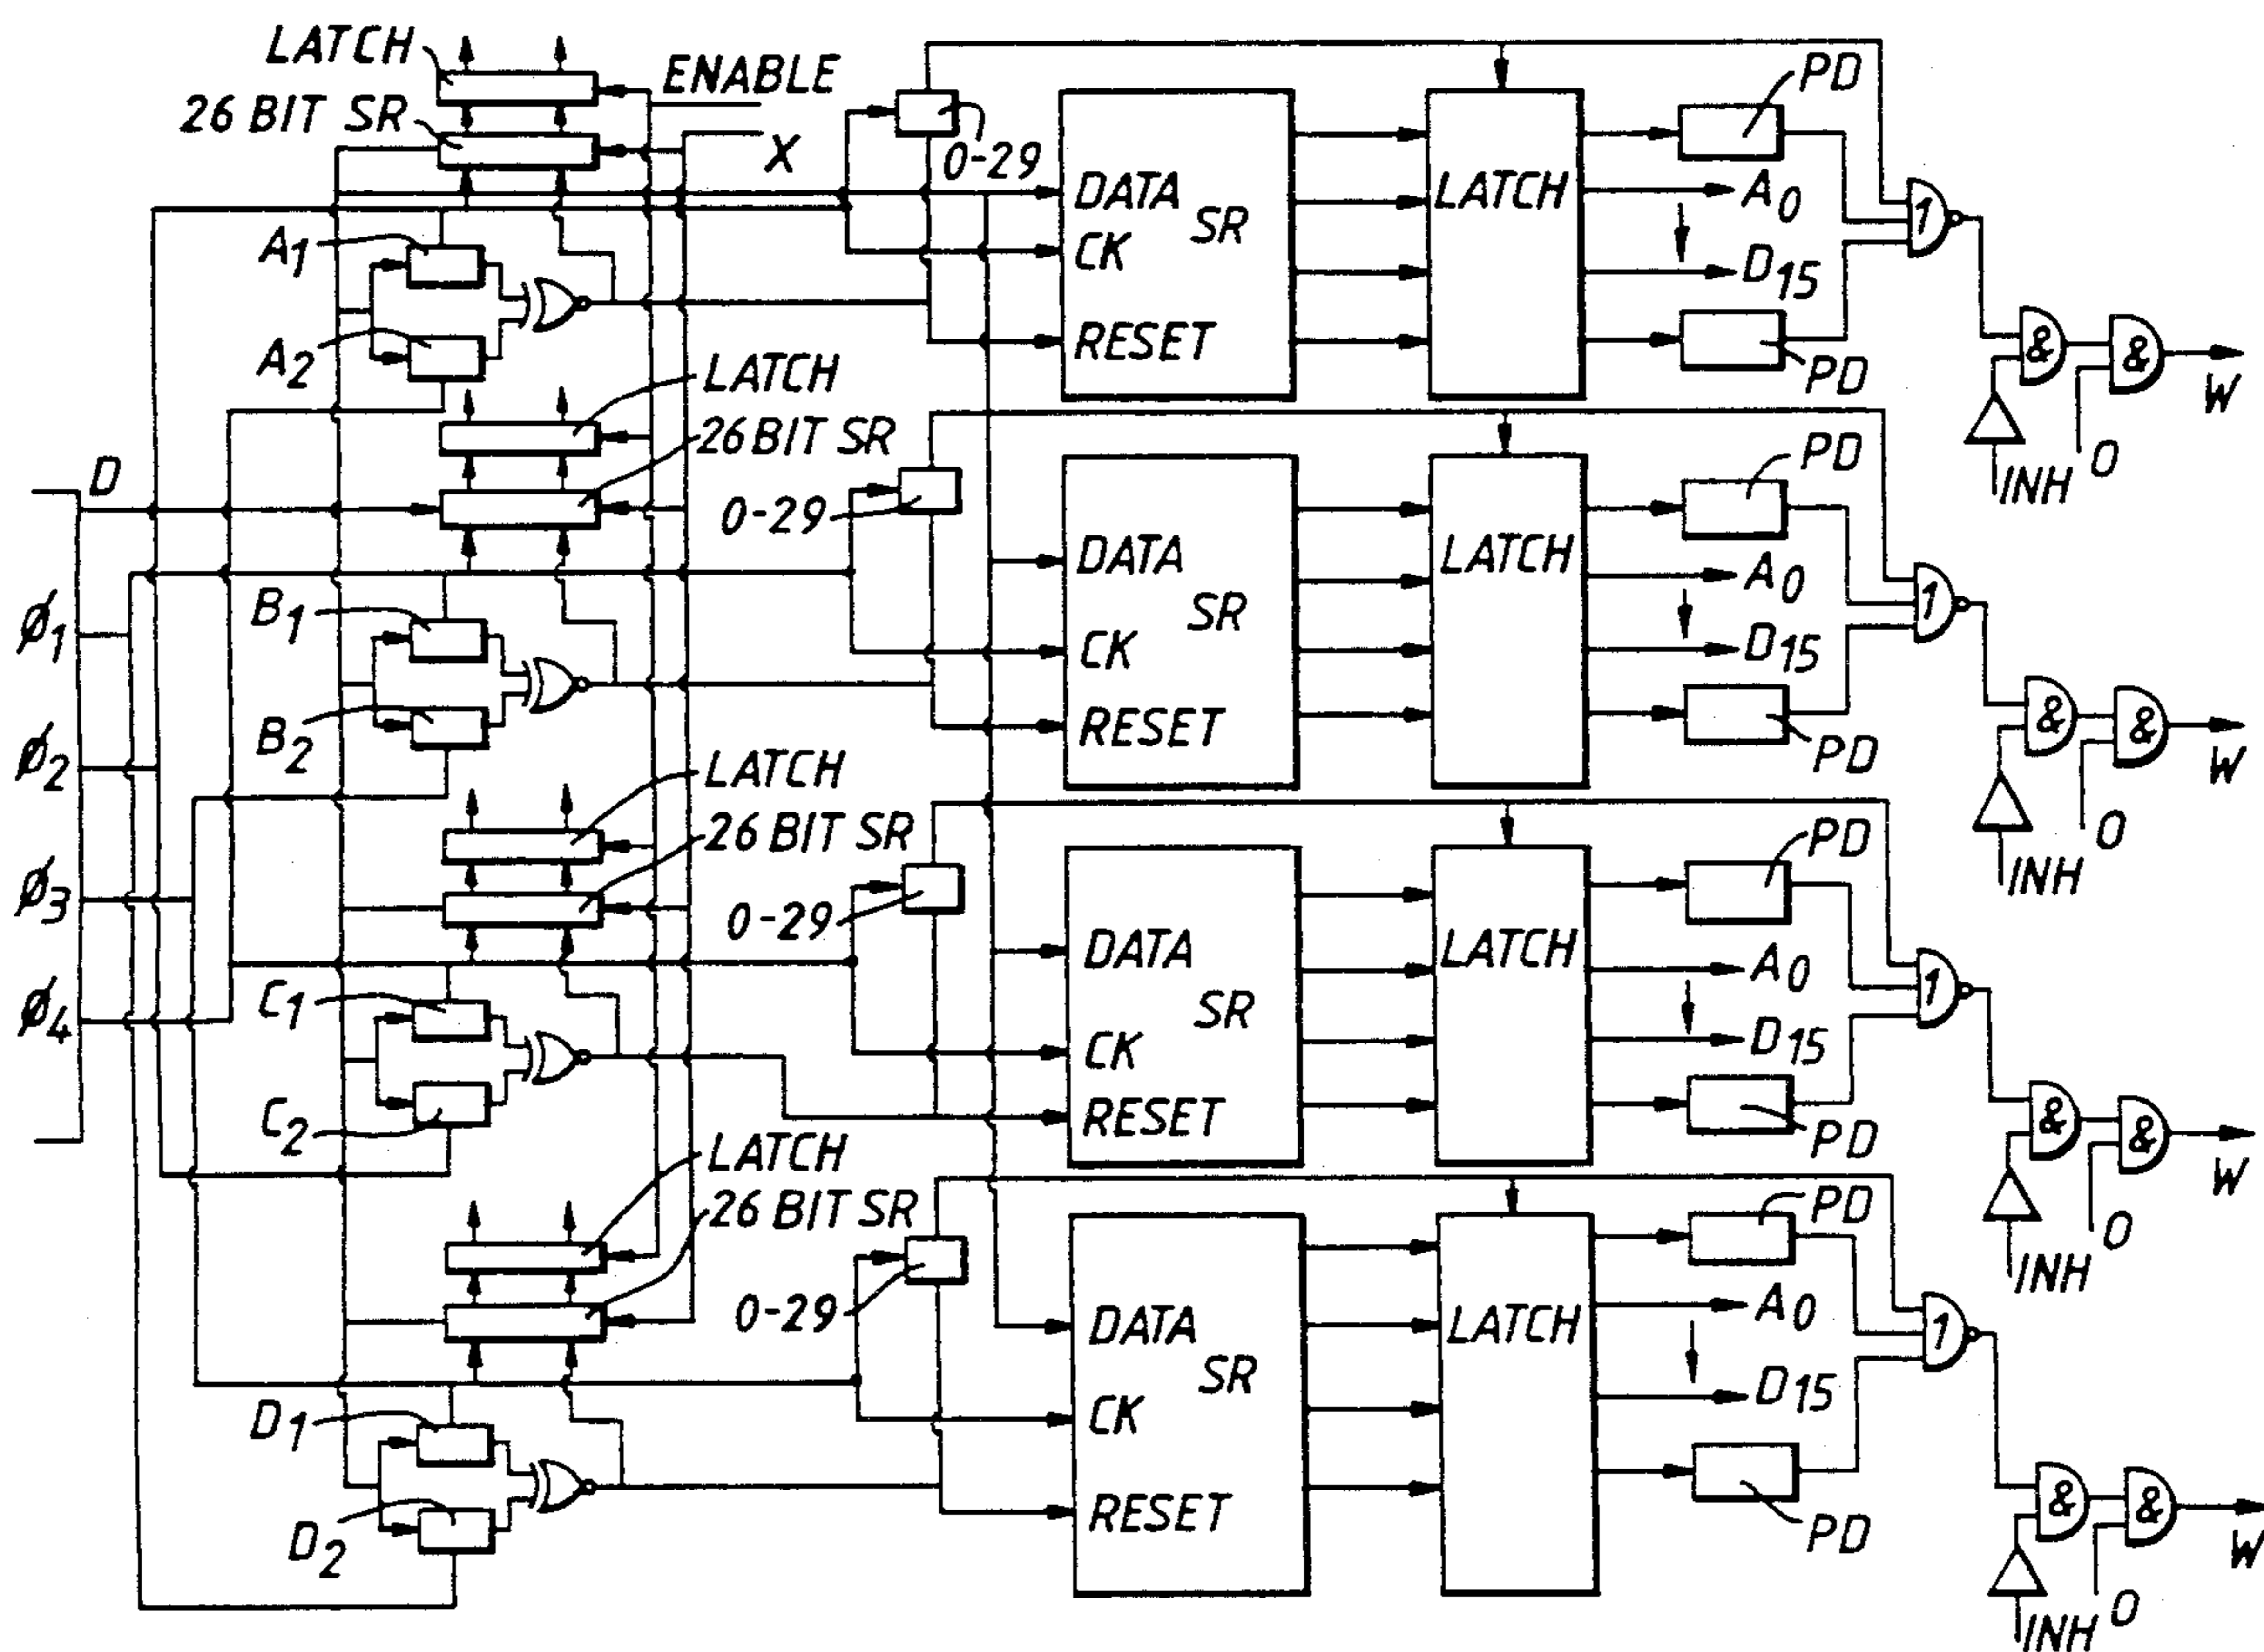 LATCH
ENABLE
PD
26 BIT SR
X
0-29
DATA
SR
LATCH
A0
1
A1
CK
D15
A2
RESET
PD
&
&
W
LATCH
INH
0
26 BIT SR
PD
D
0-29
DATA
SR
LATCH
A0
1
ø1
B1
CK
D15
B2
RESET
PD
&
&
W
ø2
LATCH
INH
0
26 BIT SR
PD
ø3
0-29
DATA
SR
LATCH
A0
1
ø4
C1
CK
D15
C2
RESET
PD
&
&
W
LATCH
INH
0
26 BIT SR
PD
0-29
DATA
SR
LATCH
A0
1
D1
CK
D15
D2
RESET
PD
&
&
W
INH
0